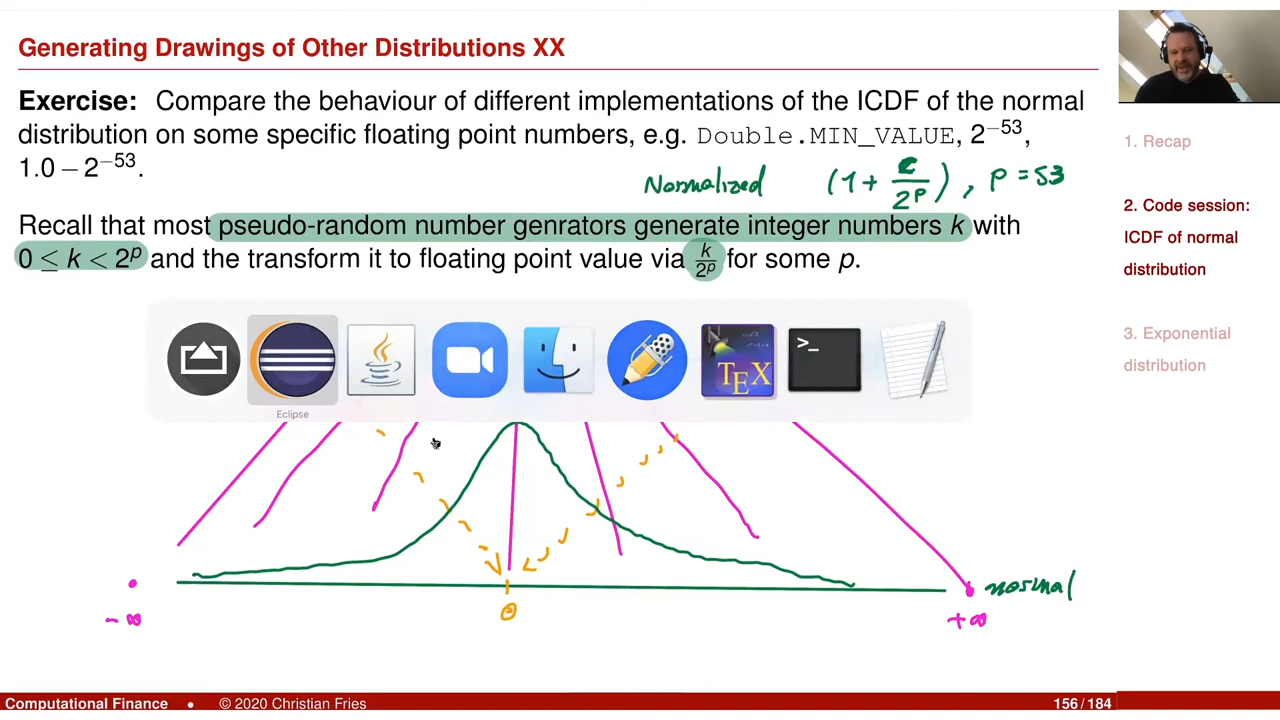 Generating Drawings of Other Distributions XX
Exercise: Compare the behaviour of different implementations of the ICDF of the normal
distribution on some specific floating point numbers, e.g. Double.MIN_VALUE, 2⁻⁵³,
1.0 − 2⁻⁵³.
Normalized (1 + c/2^p), p = 53
Recall that most pseudo-random number genrators generate integer numbers k with
0 ≤ k < 2^p and the transform it to floating point value via k/2^p for some p.
TEX
>_
Eclipse
normal
− ∞
0
+∞
1. Recap
2. Code session:
ICDF of normal
distribution
3. Exponential
distribution
Computational Finance • © 2020 Christian Fries 156 / 184